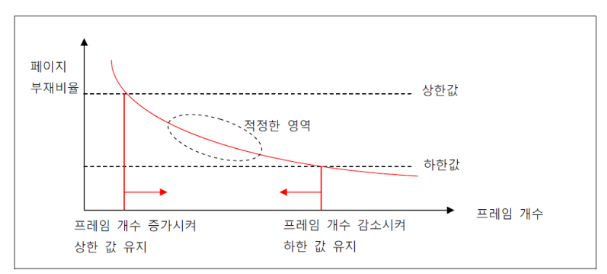 페이지
부재비율
상한값
적정한 영역
하한값
프레임 개수
프레임 개수 증가시켜
상한 값 유지
프레임 개수 감소시켜
하한 값 유지